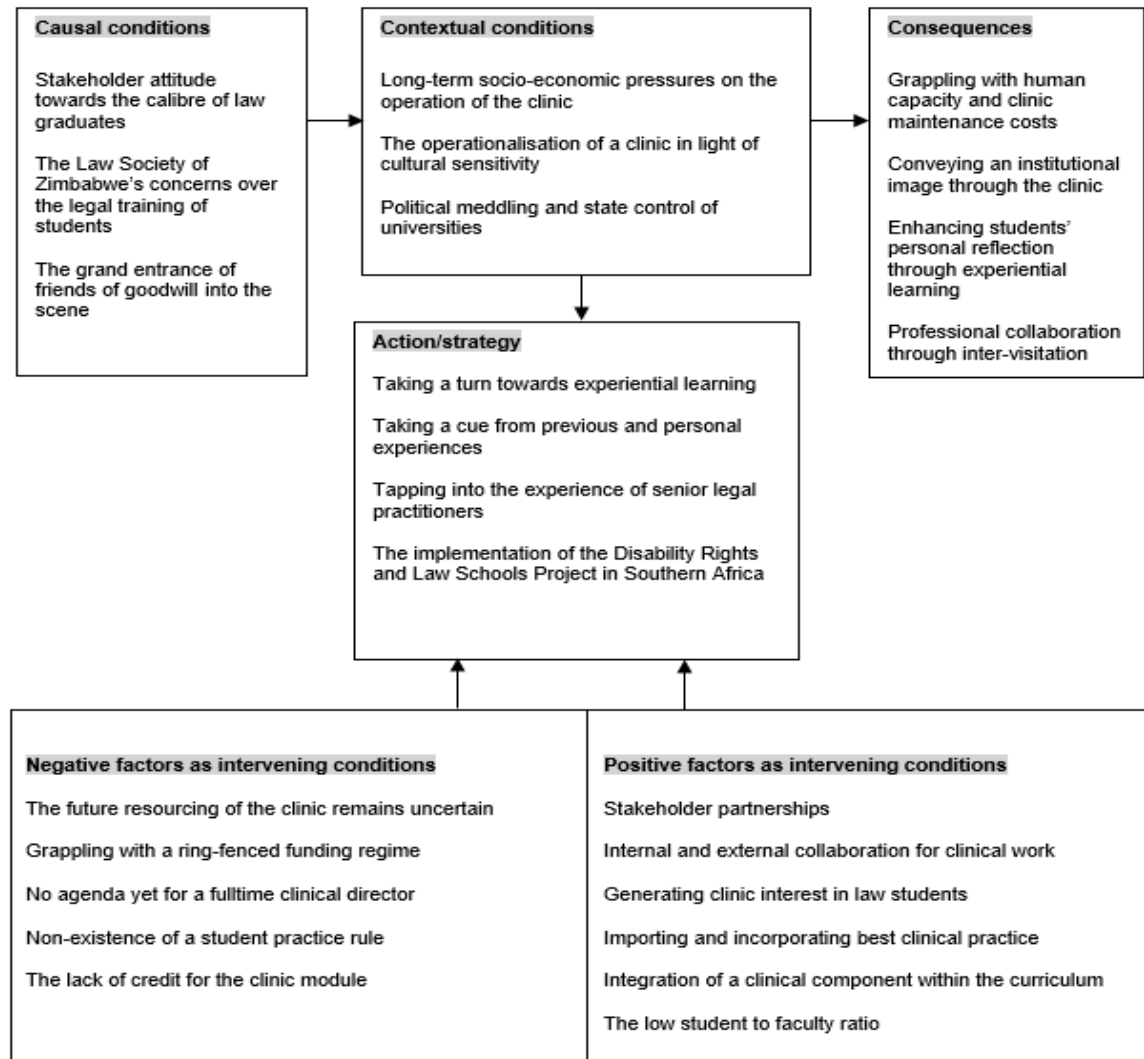 Causal conditions
Stakeholder attitude
towards the calibre of law
graduates
The Law Society of
Zimbabwe's concerns over
the legal training of
students
The grand entrance of
friends of goodwill into the
scene
Contextual conditions
Long-term socio-economic pressures on the
operation of the clinic
The operationalisation of a clinic in light of
cultural sensitivity
Political meddling and state control of
universities
Consequences
Grappling with human
capacity and clinic
maintenance costs
Conveying an institutional
image through the clinic
Enhancing students'
personal reflection
through experiential
learning
Professional collaboration
through inter-visitation
Action/strategy
Taking a turn towards experiential learning
Taking a cue from previous and personal
experiences
Tapping into the experience of senior legal
practitioners
The implementation of the Disability Rights
and Law Schools Project in Southern Africa
Negative factors as intervening conditions
The future resourcing of the clinic remains uncertain
Grappling with a ring-fenced funding regime
No agenda yet for a fulltime clinical director
Non-existence of a student practice rule
The lack of credit for the clinic module
Positive factors as intervening conditions
Stakeholder partnerships
Internal and external collaboration for clinical work
Generating clinic interest in law students
Importing and incorporating best clinical practice
Integration of a clinical component within the curriculum
The low student to faculty ratio